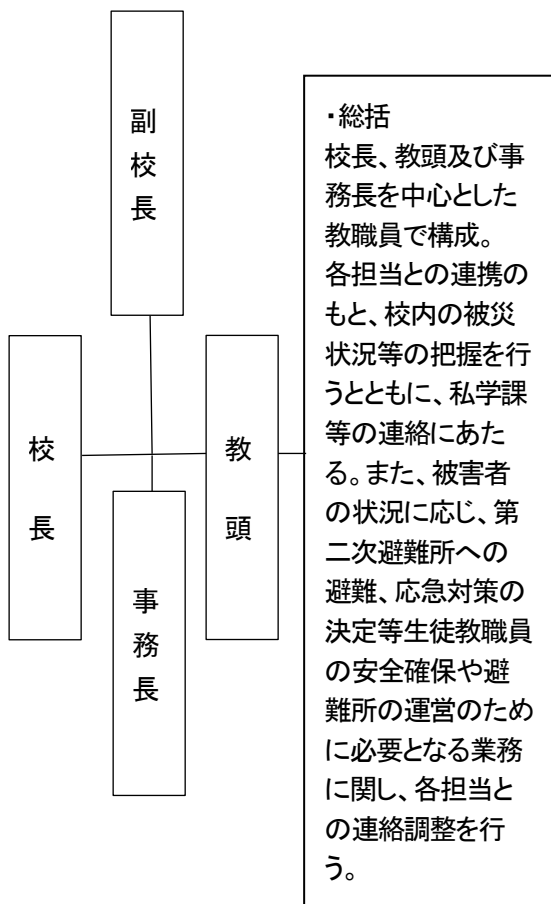 副校長
校長
教頭
事務長
・総括
校長、教頭及び事
務長を中心とした
教職員で構成。
各担当との連携の
もと、校内の被災
状況等の把握を行
うとともに、私学課
等の連絡にあた
る。また、被害者
の状況に応じ、第
二次避難所への
避難、応急対策の
決定等生徒教職員
の安全確保や避
難所の運営のため
に必要となる業務
に関し、各担当と
の連絡調整を行
う。